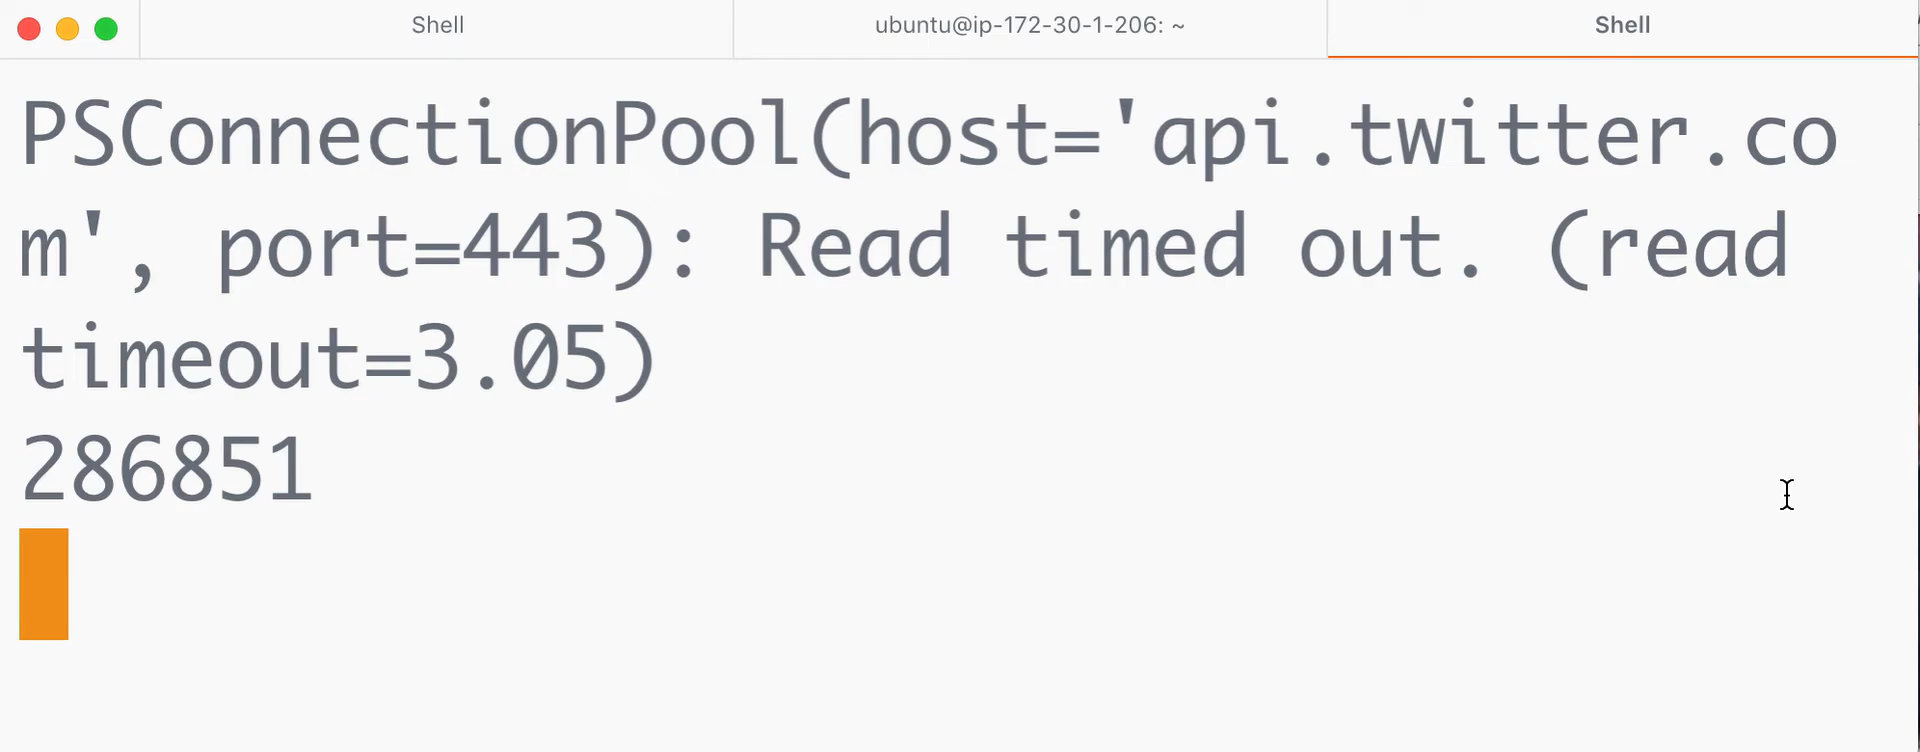 Shell
ubuntu@ip-172-30-1-206: ~
Shell
PSConnectionPool(host='api.twitter.co
m', port=443): Read timed out. (read
timeout=3.05)
286851